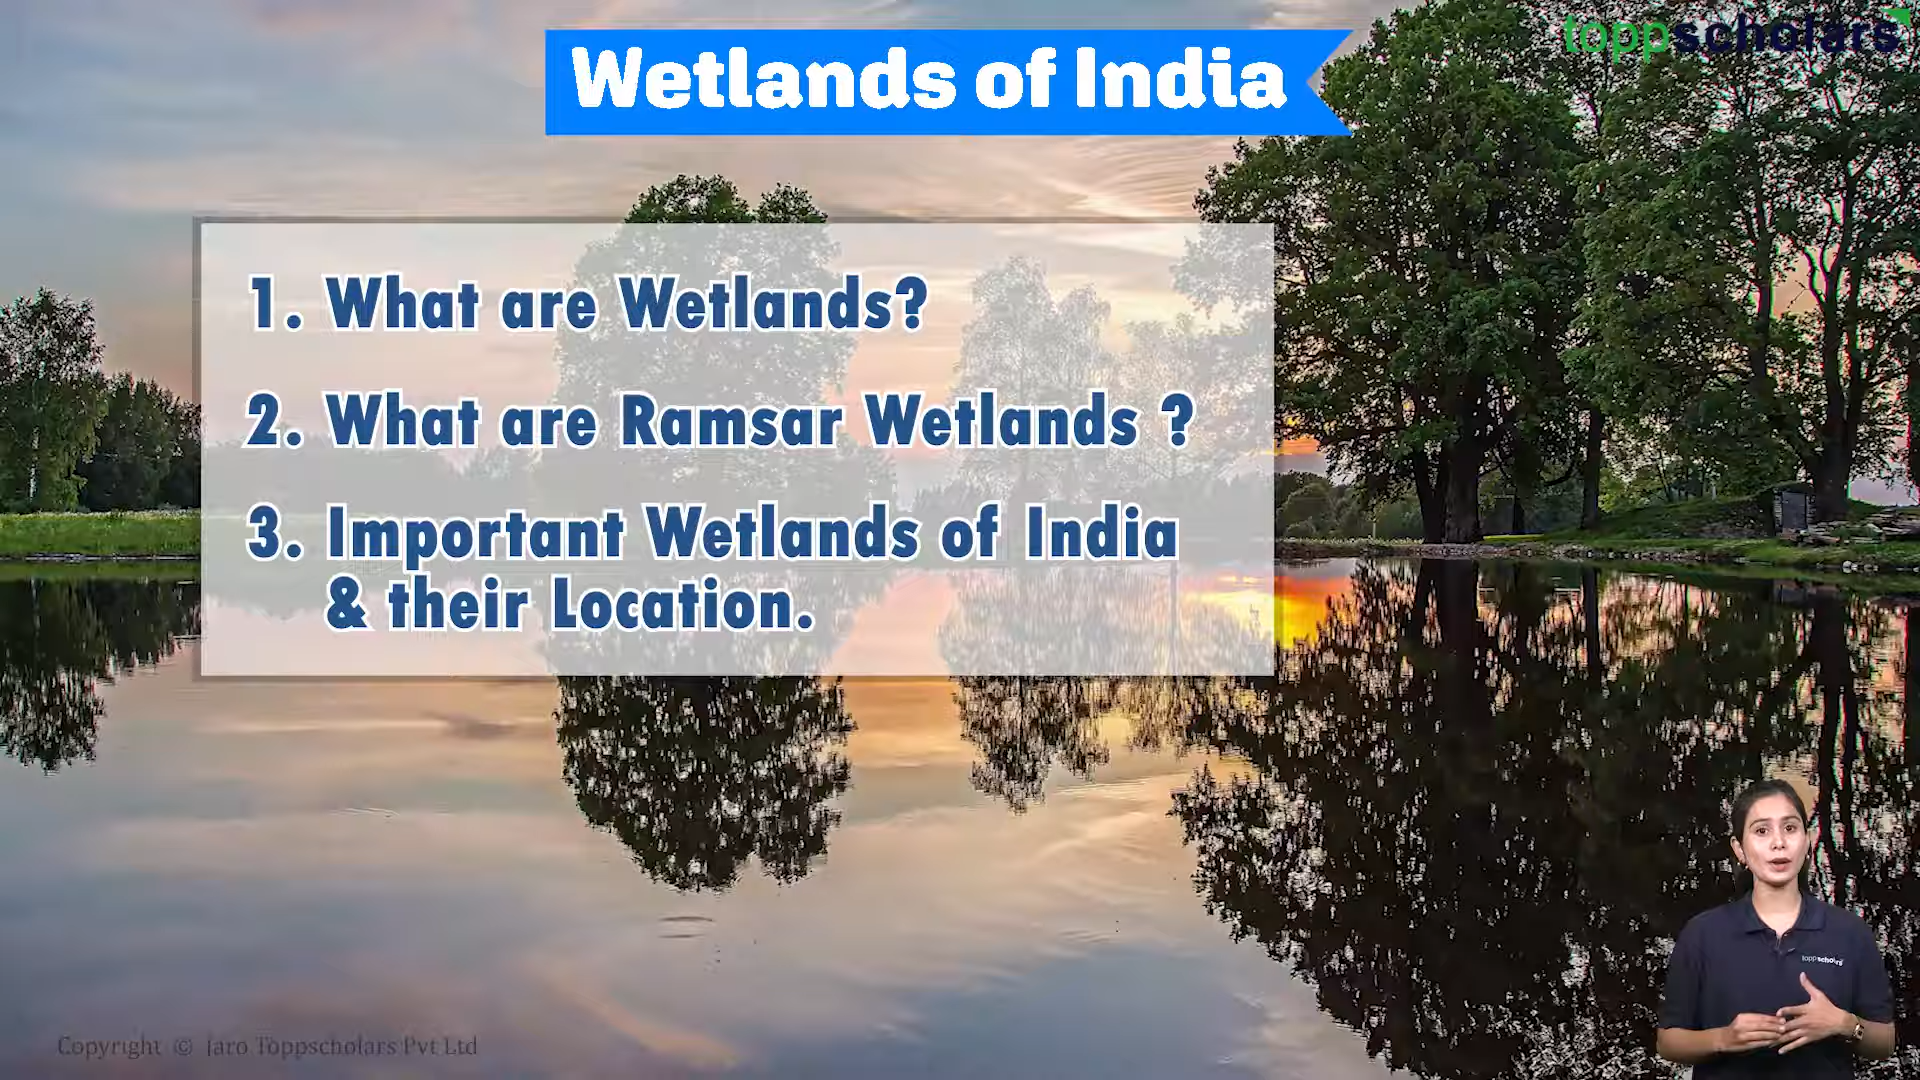 toppscholars
Wetlands of India
1. What are Wetlands?
2. What are Ramsar Wetlands ?
3. Important Wetlands of India
& their Location.
toppscholars
Copyright © Jaro Toppscholars Pvt Ltd